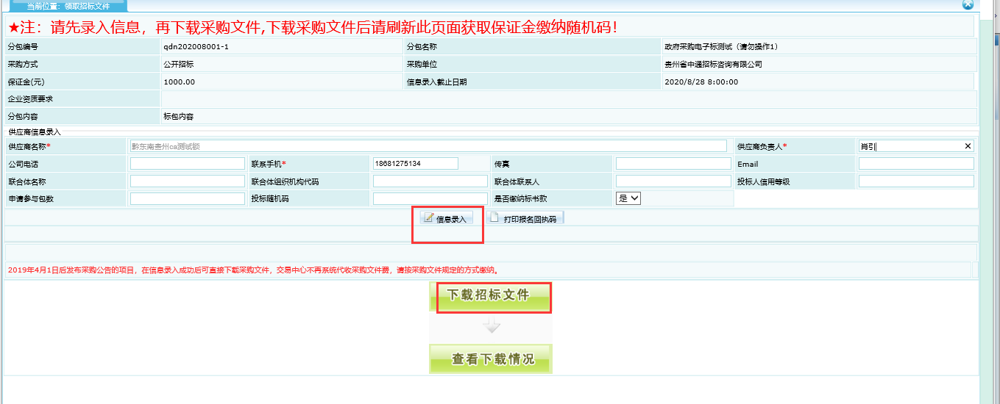 当前位置：领取招标文件
★注：请先录入信息，再下载采购文件,下载采购文件后请刷新此页面获取保证金缴纳随机码！
分包编号 qdn202008001-1 分包名称 政府采购电子标测试（请勿操作1）
采购方式 公开招标 采购单位 贵州省中通招标咨询有限公司
保证金(元) 1000.00 信息录入截止日期 2020/8/28 8:00:00
企业资质要求
分包内容 标包内容
供应商信息录入
供应商名称* 黔东南贵州ca测试锁 供应商负责人* 肖引
公司电话 联系手机* 18681275134 传真 Email
联合体名称 联合体组织机构代码 联合体联系人 投标人信用等级
申请参与包数 投标随机码 是否缴纳标书款 是
信息录入 打印报名回执码
2019年4月1日后发布采购公告的项目，在信息录入成功后可直接下载采购文件，交易中心不再系统代收采购文件费，请按采购文件规定的方式缴纳。
下载招标文件
查看下载情况